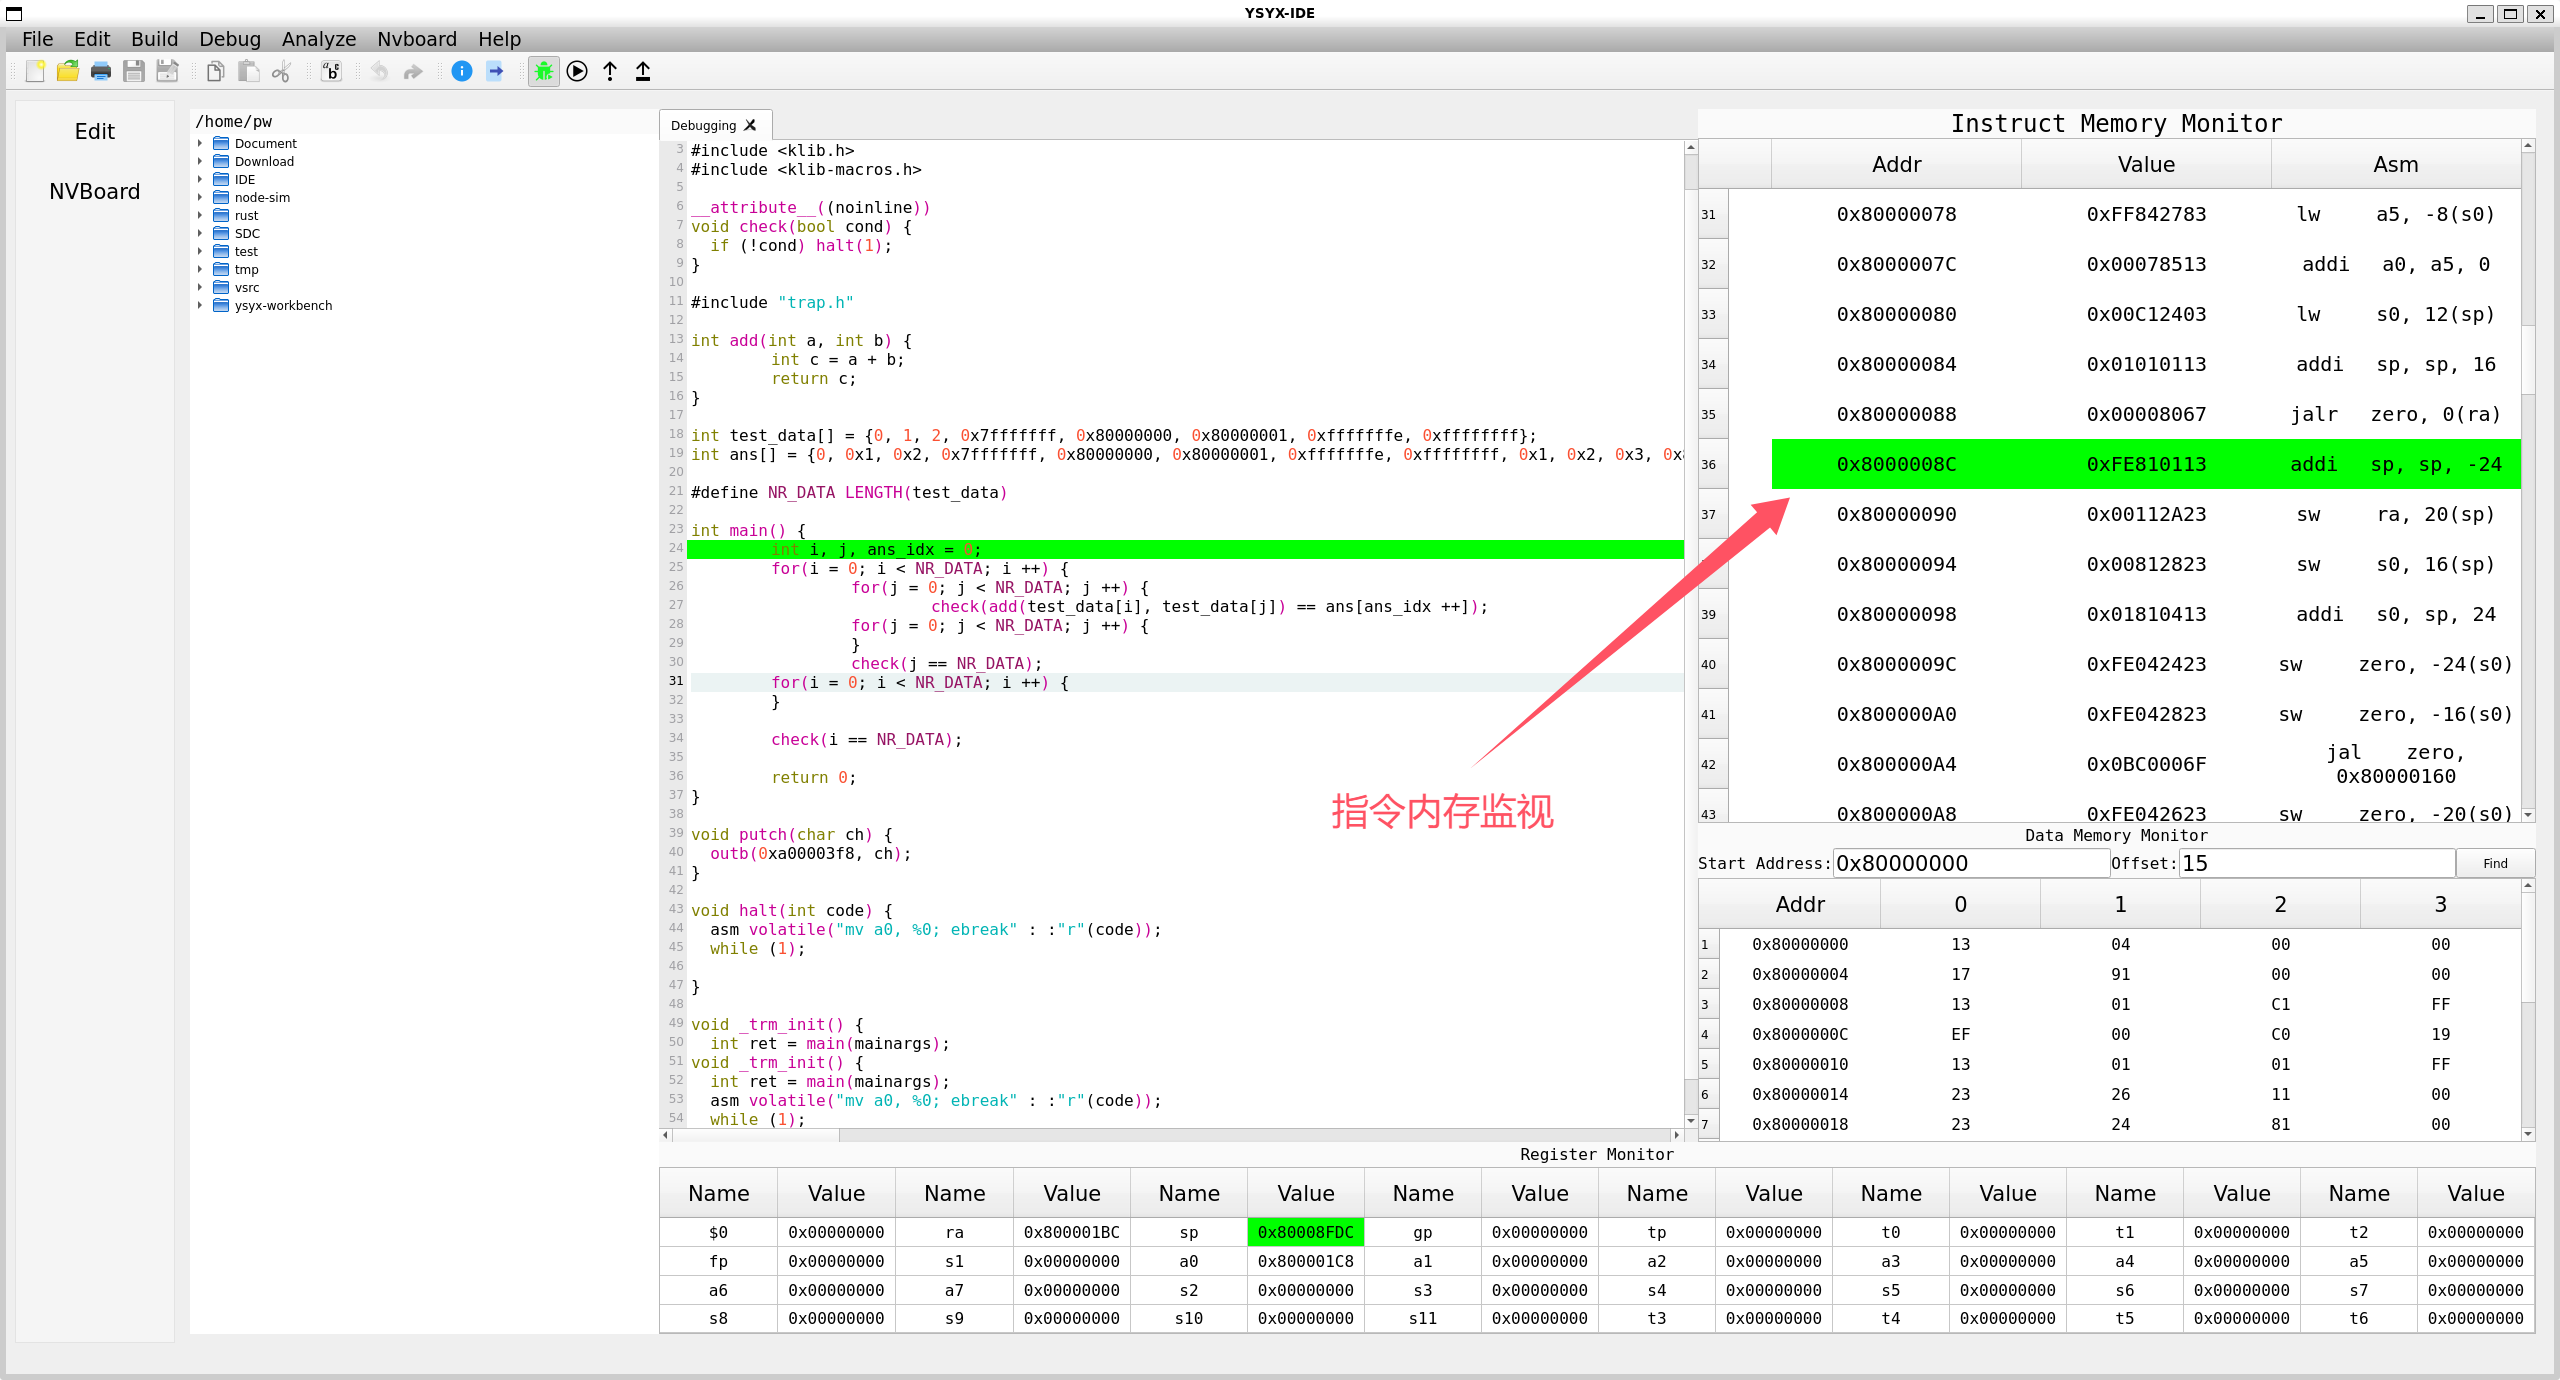 YSYX-IDE
File Edit Build Debug Analyze Nvboard Help
Edit
NVBoard
/home/pw
Document
Download
IDE
node-sim
rust
SDC
test
tmp
vsrc
ysyx-workbench
Debugging
3 #include <klib.h>
4 #include <klib-macros.h>
5
6 __attribute__((noinline))
7 void check(bool cond) {
8   if (!cond) halt(1);
9 }
10
11 #include "trap.h"
12
13 int add(int a, int b) {
14         int c = a + b;
15         return c;
16 }
17
18 int test_data[] = {0, 1, 2, 0x7fffffff, 0x80000000, 0x80000001, 0xfffffffe, 0xffffffff};
19 int ans[] = {0, 0x1, 0x2, 0x7fffffff, 0x80000000, 0x80000001, 0xfffffffe, 0xffffffff, 0x1, 0x2, 0x3, 0x
20
21 #define NR_DATA LENGTH(test_data)
22
23 int main() {
24         int i, j, ans_idx = 0;
25         for(i = 0; i < NR_DATA; i ++) {
26                 for(j = 0; j < NR_DATA; j ++) {
27                         check(add(test_data[i], test_data[j]) == ans[ans_idx ++]);
28                 for(j = 0; j < NR_DATA; j ++) {
29                 }
30                 check(j == NR_DATA);
31         for(i = 0; i < NR_DATA; i ++) {
32         }
33
34         check(i == NR_DATA);
35
36         return 0;
37 }
38
39 void putch(char ch) {
40   outb(0xa00003f8, ch);
41 }
42
43 void halt(int code) {
44   asm volatile("mv a0, %0; ebreak" : :"r"(code));
45   while (1);
46
47 }
48
49 void _trm_init() {
50   int ret = main(mainargs);
51 void _trm_init() {
52   int ret = main(mainargs);
53   asm volatile("mv a0, %0; ebreak" : :"r"(code));
54   while (1);
指令内存监视
Instruct Memory Monitor
Addr Value Asm
31 0x80000078 0xFF842783 lw a5, -8(s0)
32 0x8000007C 0x00078513 addi a0, a5, 0
33 0x80000080 0x00C12403 lw s0, 12(sp)
34 0x80000084 0x01010113 addi sp, sp, 16
35 0x80000088 0x00008067 jalr zero, 0(ra)
36 0x8000008C 0xFE810113 addi sp, sp, -24
37 0x80000090 0x00112A23 sw ra, 20(sp)
0x80000094 0x00812823 sw s0, 16(sp)
39 0x80000098 0x01810413 addi s0, sp, 24
40 0x8000009C 0xFE042423 sw zero, -24(s0)
41 0x800000A0 0xFE042823 sw zero, -16(s0)
42 0x800000A4 0x0BC0006F jal zero,
0x80000160
43 0x800000A8 0xFE042623 sw zero, -20(s0)
Data Memory Monitor
Start Address: 0x80000000 Offset: 15 Find
Addr 0 1 2 3
1 0x80000000 13 04 00 00
2 0x80000004 17 91 00 00
3 0x80000008 13 01 C1 FF
4 0x8000000C EF 00 C0 19
5 0x80000010 13 01 01 FF
6 0x80000014 23 26 11 00
7 0x80000018 23 24 81 00
Register Monitor
Name Value Name Value Name Value Name Value Name Value Name Value Name Value Name Value
$0 0x00000000 ra 0x800001BC sp 0x80008FDC gp 0x00000000 tp 0x00000000 t0 0x00000000 t1 0x00000000 t2 0x00000000
fp 0x00000000 s1 0x00000000 a0 0x800001C8 a1 0x00000000 a2 0x00000000 a3 0x00000000 a4 0x00000000 a5 0x00000000
a6 0x00000000 a7 0x00000000 s2 0x00000000 s3 0x00000000 s4 0x00000000 s5 0x00000000 s6 0x00000000 s7 0x00000000
s8 0x00000000 s9 0x00000000 s10 0x00000000 s11 0x00000000 t3 0x00000000 t4 0x00000000 t5 0x00000000 t6 0x00000000